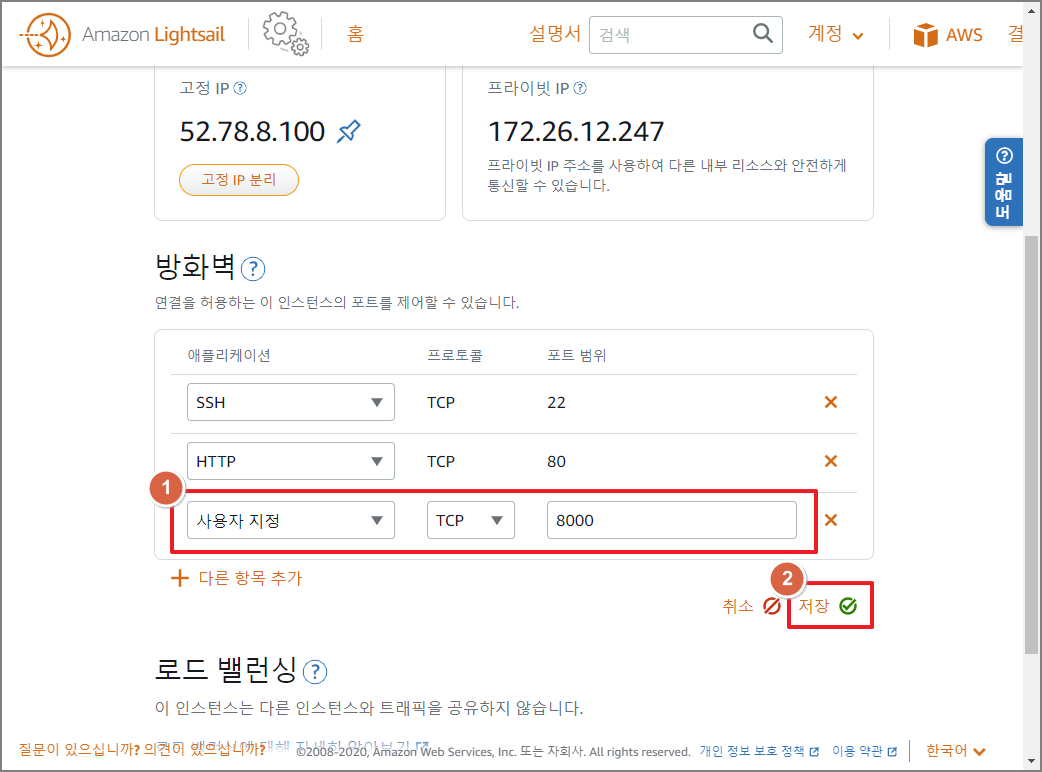 Amazon Lightsail
홈
설명서
검색
계정
AWS
결
고정 IP ?
52.78.8.100
고정 IP 분리
프라이빗 IP ?
172.26.12.247
프라이빗 IP 주소를 사용하여 다른 내부 리소스와 안전하게
통신할 수 있습니다.
? 도움말
방화벽 ?
연결을 허용하는 이 인스턴스의 포트를 제어할 수 있습니다.
애플리케이션 프로토콜 포트 범위
SSH TCP 22
HTTP TCP 80
1
사용자 지정 TCP 8000
다른 항목 추가
2
취소 저장
로드 밸런싱 ?
이 인스턴스는 다른 인스턴스와 트래픽을 공유하지 않습니다.
질문이 있으십니까? 의견이 있으십니까?
©2008-2020, Amazon Web Services, Inc. 또는 자회사. All rights reserved.
개인 정보 보호 정책
이용 약관
한국어